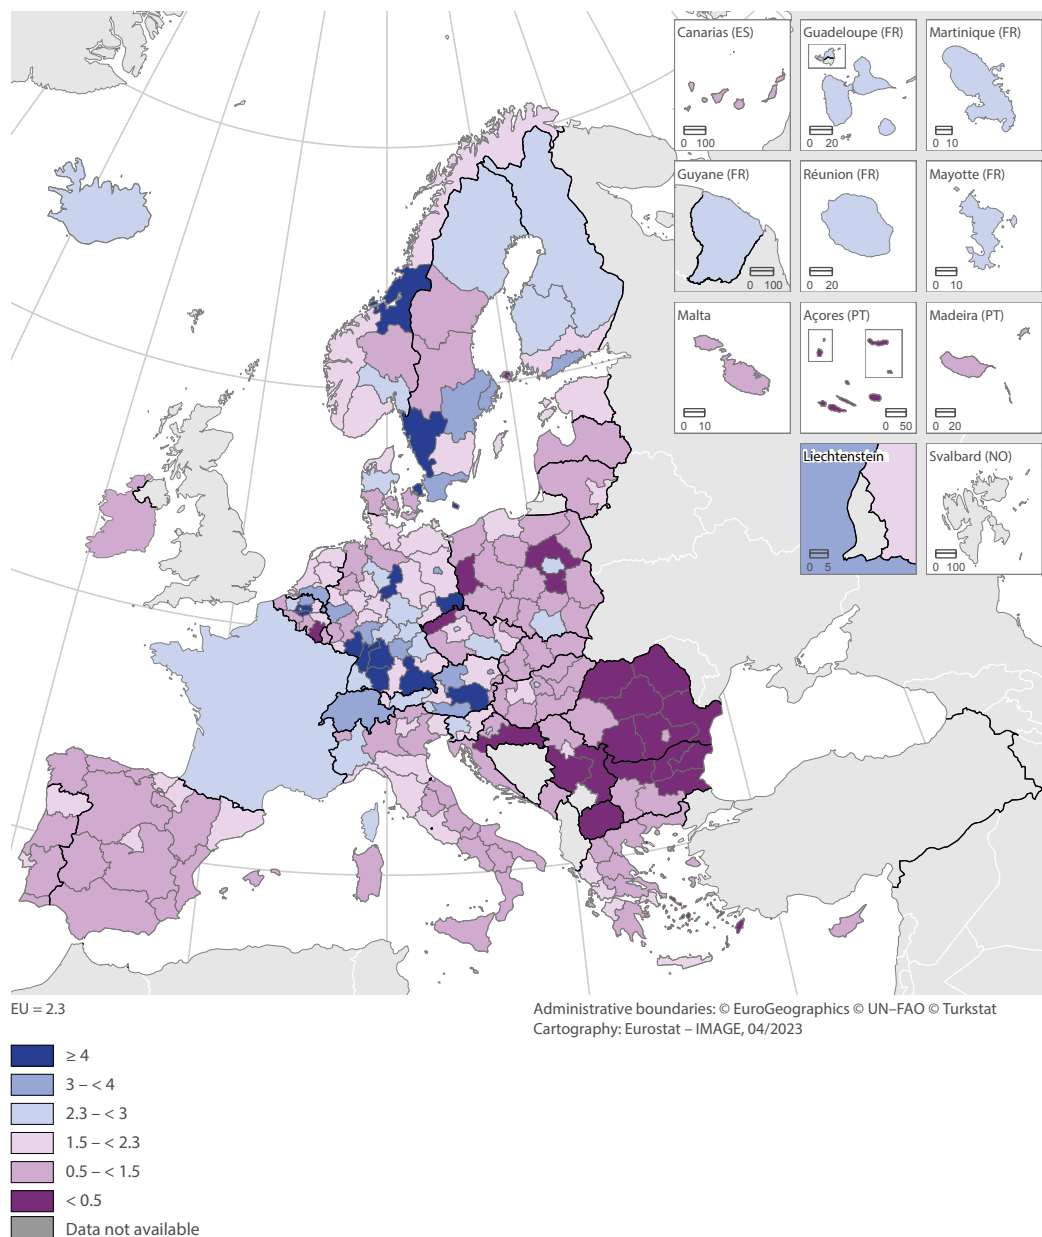 Canarias (ES)
0 100
Guadeloupe (FR)
0 20
Martinique (FR)
0 10
Guyane (FR)
0 100
Réunion (FR)
0 20
Mayotte (FR)
0 10
Malta
0 10
Açores (PT)
0 50
Madeira (PT)
0 20
Liechtenstein
0 5
Svalbard (NO)
0 100
EU = 2.3
Administrative boundaries: © EuroGeographics © UN–FAO © Turkstat
Cartography: Eurostat – IMAGE, 04/2023
≥ 4
3 – < 4
2.3 – < 3
1.5 – < 2.3
0.5 – < 1.5
< 0.5
Data not available